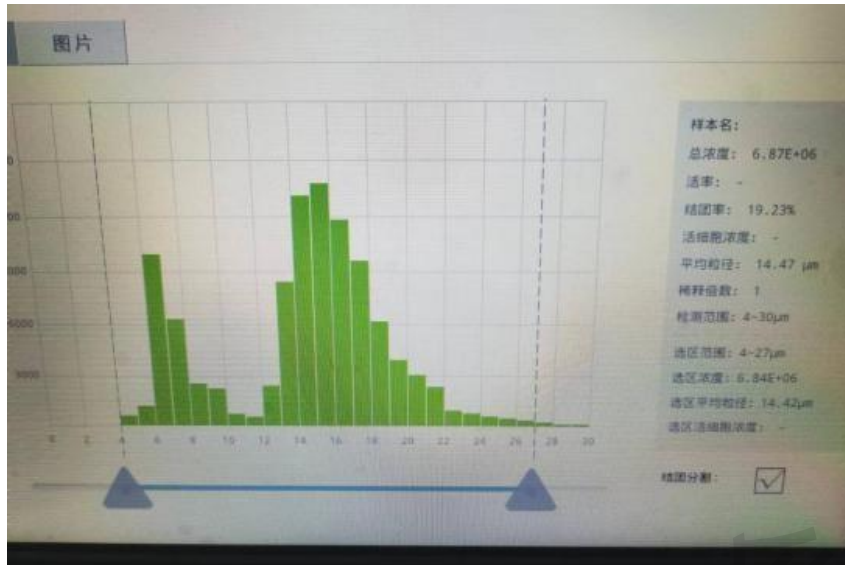 图片
样本名：
总浓度： 6.87E+06
活率： -
结团率： 19.23%
活细胞浓度： -
平均粒径： 14.47 μm
稀释倍数： 1
检测范围：4~30μm
选区范围：4~27μm
选区浓度：6.84E+06
选区平均粒径：14.42μm
选区活细胞浓度： -
0 2 4 6 8 10 12 14 16 18 20 22 24 26 28 30
结团分割：